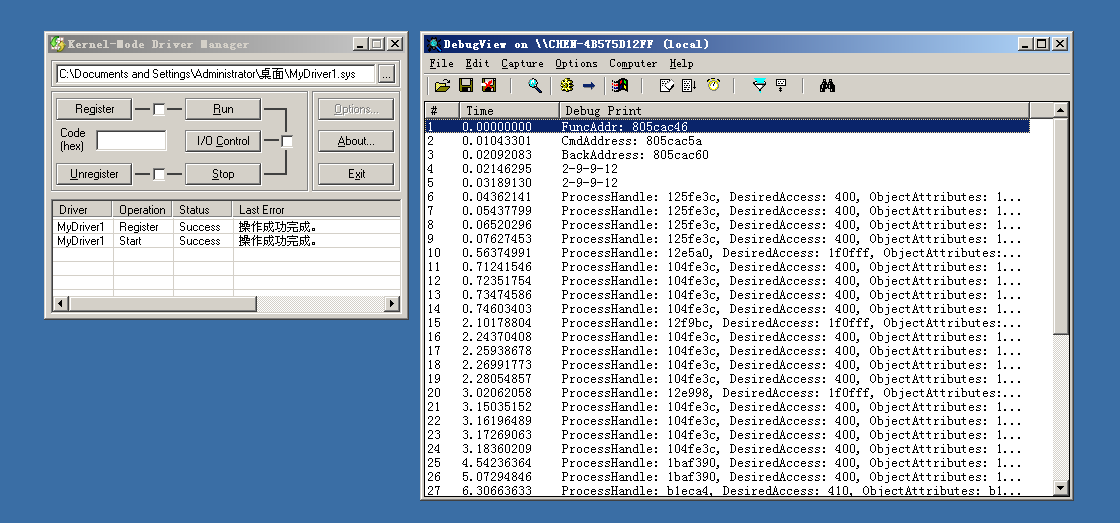 Kernel-Mode Driver Manager
C:\Documents and Settings\Administrator\桌面\MyDriver1.sys ...
Register Run Options...
Code (hex) I/O Control About...
Unregister Stop Exit
Driver Operation Status Last Error
MyDriver1 Register Success 操作成功完成。
MyDriver1 Start Success 操作成功完成。
DebugView on \\CHEN-4B575D12FF (local)
File Edit Capture Options Computer Help
# Time Debug Print
1 0.00000000 FuncAddr: 805cac46
2 0.01043301 CmdAddress: 805cac5a
3 0.02092083 BackAddress: 805cac60
4 0.02146295 2-9-9-12
5 0.03189130 2-9-9-12
6 0.04362141 ProcessHandle: 125fe3c, DesiredAccess: 400, ObjectAttributes: 1...
7 0.05437799 ProcessHandle: 125fe3c, DesiredAccess: 400, ObjectAttributes: 1...
8 0.06520296 ProcessHandle: 125fe3c, DesiredAccess: 400, ObjectAttributes: 1...
9 0.07627453 ProcessHandle: 125fe3c, DesiredAccess: 400, ObjectAttributes: 1...
10 0.56374991 ProcessHandle: 12e5a0, DesiredAccess: 1f0fff, ObjectAttributes:...
11 0.71241546 ProcessHandle: 104fe3c, DesiredAccess: 400, ObjectAttributes: 1...
12 0.72351754 ProcessHandle: 104fe3c, DesiredAccess: 400, ObjectAttributes: 1...
13 0.73474586 ProcessHandle: 104fe3c, DesiredAccess: 400, ObjectAttributes: 1...
14 0.74603403 ProcessHandle: 104fe3c, DesiredAccess: 400, ObjectAttributes: 1...
15 2.10178804 ProcessHandle: 12f9bc, DesiredAccess: 1f0fff, ObjectAttributes:...
16 2.24370408 ProcessHandle: 104fe3c, DesiredAccess: 400, ObjectAttributes: 1...
17 2.25938678 ProcessHandle: 104fe3c, DesiredAccess: 400, ObjectAttributes: 1...
18 2.26991773 ProcessHandle: 104fe3c, DesiredAccess: 400, ObjectAttributes: 1...
19 2.28054857 ProcessHandle: 104fe3c, DesiredAccess: 400, ObjectAttributes: 1...
20 3.02062058 ProcessHandle: 12e998, DesiredAccess: 1f0fff, ObjectAttributes:...
21 3.15035152 ProcessHandle: 104fe3c, DesiredAccess: 400, ObjectAttributes: 1...
22 3.16196489 ProcessHandle: 104fe3c, DesiredAccess: 400, ObjectAttributes: 1...
23 3.17269063 ProcessHandle: 104fe3c, DesiredAccess: 400, ObjectAttributes: 1...
24 3.18360209 ProcessHandle: 104fe3c, DesiredAccess: 400, ObjectAttributes: 1...
25 4.54236364 ProcessHandle: 1baf390, DesiredAccess: 400, ObjectAttributes: 1...
26 5.07294846 ProcessHandle: 1baf390, DesiredAccess: 400, ObjectAttributes: 1...
27 6.30663633 ProcessHandle: b1eca4, DesiredAccess: 410, ObjectAttributes: b1...